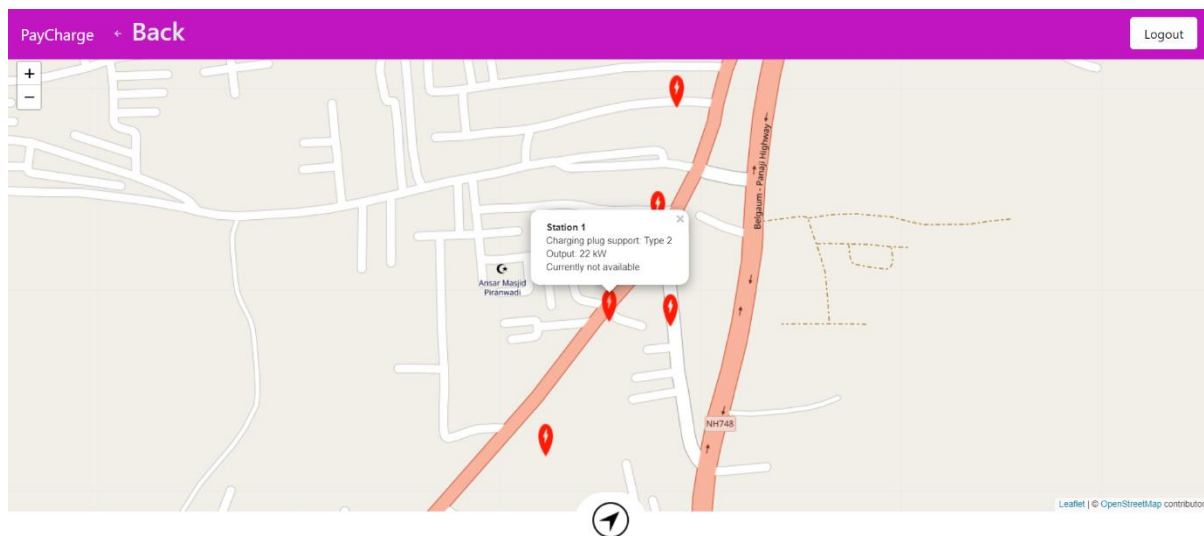 PayCharge ← Back
Logout
+
−
Belgaum - Panaji Highway
×
Station 1
Charging plug support: Type 2
Output: 22 kW
Currently not available
Ansar Masjid
Piranwadi
NH748
Leaflet | © OpenStreetMap contributor